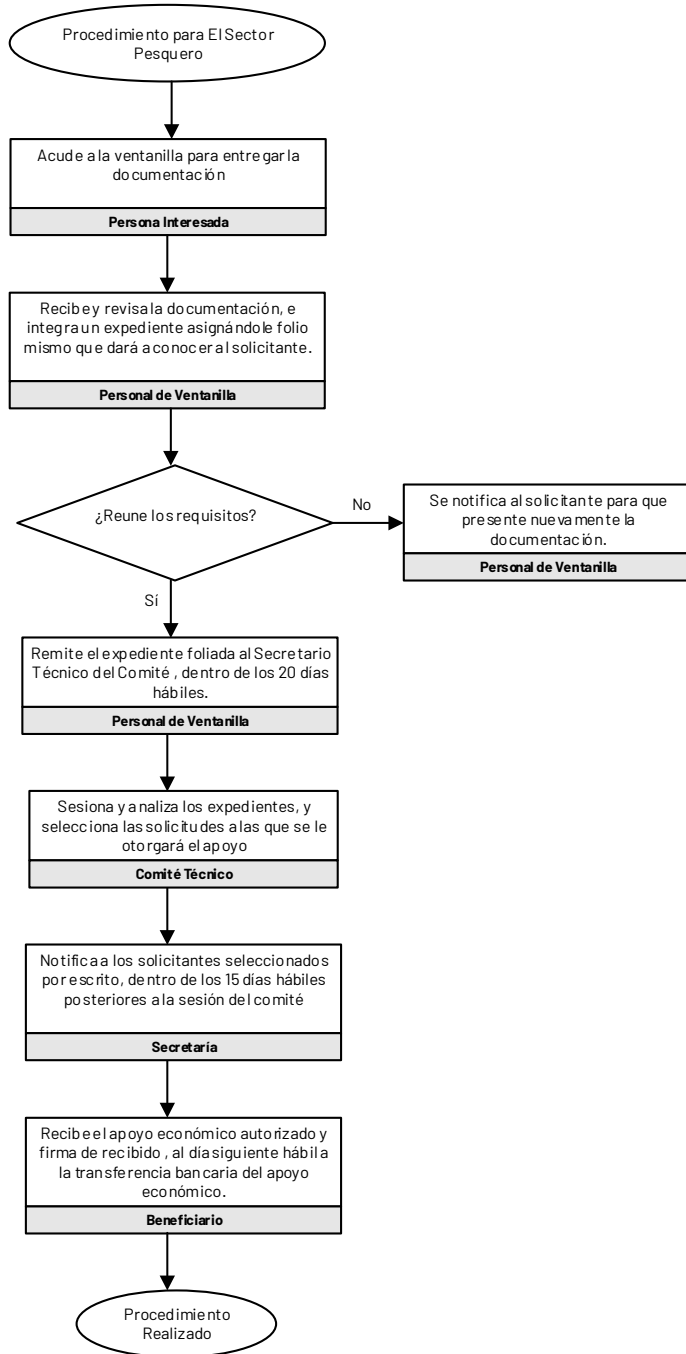 Procedimiento para El Sector
Pesquero
Acude a la ventanilla para entregar la
documentación
Persona Interesada
Recibe y revisa la documentación, e
integra un expediente asignándole folio
mismo que dará a conocer al solicitante.
Personal de Ventanilla
¿Reune los requisitos?
No
Se notifica al solicitante para que
presente nuevamente la
documentación.
Personal de Ventanilla
Sí
Remite el expediente foliada al Secretario
Técnico del Comité , dentro de los 20 días
hábiles.
Personal de Ventanilla
Sesiona y analiza los expedientes, y
selecciona las solicitudes a las que se le
otorgará el apoyo
Comité Técnico
Notifica a los solicitantes seleccionados
por escrito, dentro de los 15 días hábiles
posteriores a la sesión del comité
Secretaría
Recibe el apoyo económico autorizado y
firma de recibido , al día siguiente hábil a
la transferencia bancaria del apoyo
económico.
Beneficiario
Procedimiento
Realizado